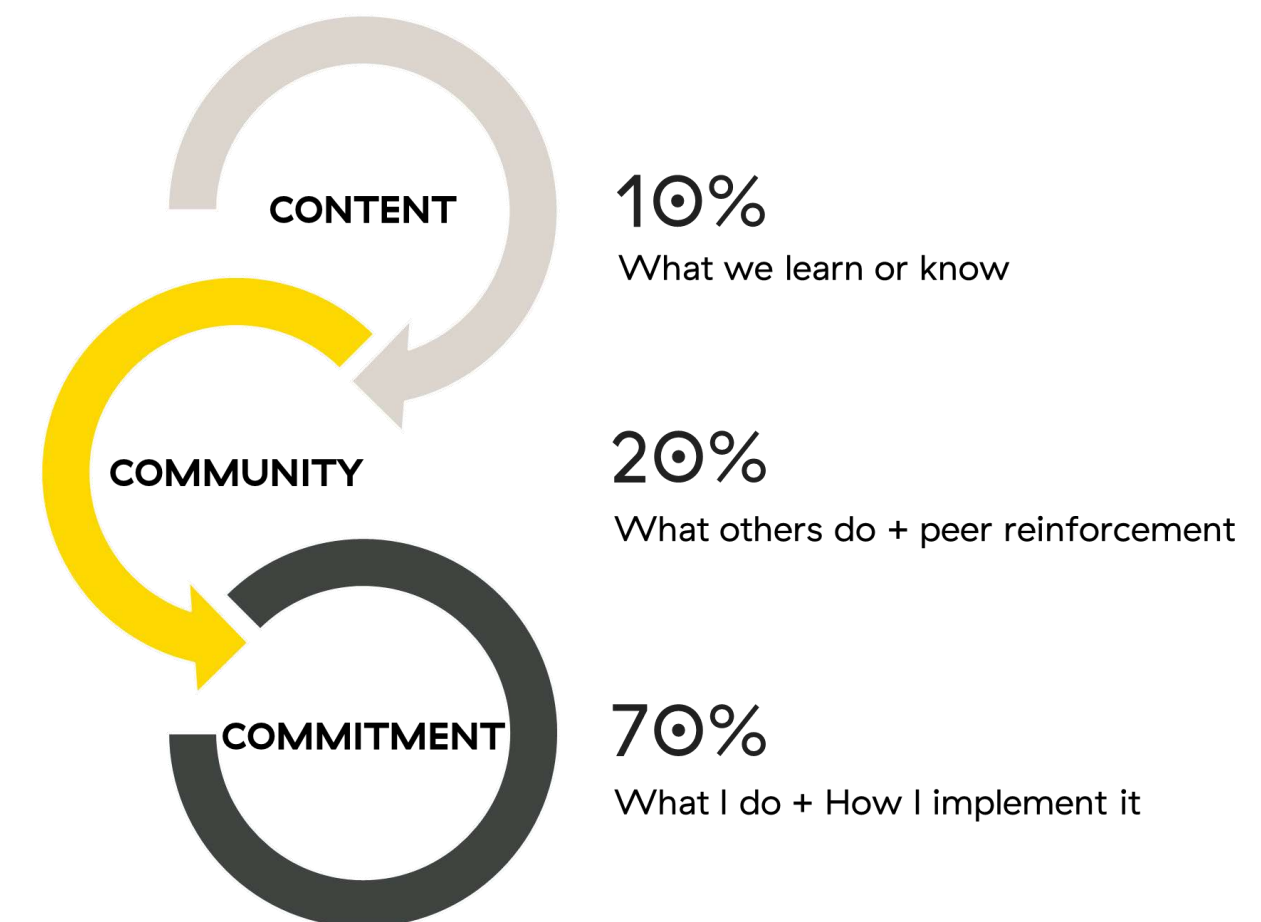 CONTENT
10%
What we learn or know
COMMUNITY
20%
What others do + peer reinforcement
COMMITMENT
70%
What I do + How I implement it